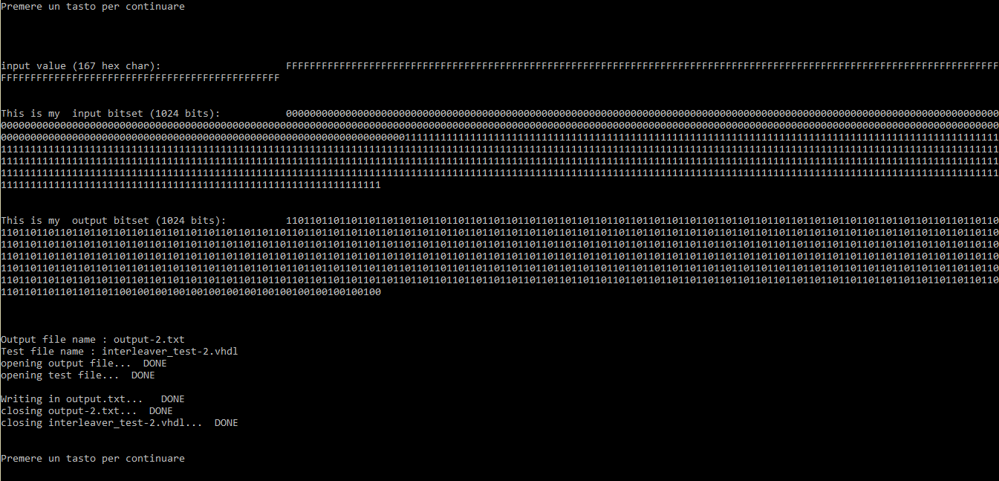 Premere un tasto per continuare
input value (167 hex char): FFFFFFFFFFFFFFFFFFFFFFFFFFFFFFFFFFFFFFFFFFFFFFFFFFFFFFFFFFFFFFFFFFFFFFFFFFFFFFFFFFFFFFFFFFFFFFFFFFFFFFFFFFFFFFFFFFFFFFFF
FFFFFFFFFFFFFFFFFFFFFFFFFFFFFFFFFFFFFFFFFFFFFFF
This is my  input bitset (1024 bits): 000000000000000000000000000000000000000000000000000000000000000000000000000000000000000000000000000000000000000000000000
000000000000000000000000000000000000000000000000000000000000000000000000000000000000000000000000000000000000000000000000000000000000000000000000000000000000000000000000
000000000000000000000000000000000000000000000000000000000000000000001111111111111111111111111111111111111111111111111111111111111111111111111111111111111111111111111111
111111111111111111111111111111111111111111111111111111111111111111111111111111111111111111111111111111111111111111111111111111111111111111111111111111111111111111111111
111111111111111111111111111111111111111111111111111111111111111111111111111111111111111111111111111111111111111111111111111111111111111111111111111111111111111111111111
111111111111111111111111111111111111111111111111111111111111111111111111111111111111111111111111111111111111111111111111111111111111111111111111111111111111111111111111
1111111111111111111111111111111111111111111111111111111111111111
This is my  output bitset (1024 bits): 110110110110110110110110110110110110110110110110110110110110110110110110110110110110110110110110110110110110110110110110
110110110110110110110110110110110110110110110110110110110110110110110110110110110110110110110110110110110110110110110110110110110110110110110110110110110110110110110110
110110110110110110110110110110110110110110110110110110110110110110110110110110110110110110110110110110110110110110110110110110110110110110110110110110110110110110110110
110110110110110110110110110110110110110110110110110110110110110110110110110110110110110110110110110110110110110110110110110110110110110110110110110110110110110110110110
110110110110110110110110110110110110110110110110110110110110110110110110110110110110110110110110110110110110110110110110110110110110110110110110110110110110110110110110
110110110110110110110110110110110110110110110110110110110110110110110110110110110110110110110110110110110110110110110110110110110110110110110110110110110110110110110110
1101101101101101101100100100100100100100100100100100100100100100
Output file name : output-2.txt
Test file name : interleaver_test-2.vhdl
opening output file...  DONE
opening test file...  DONE
Writing in output.txt...   DONE
closing output-2.txt...  DONE
closing interleaver_test-2.vhdl...  DONE
Premere un tasto per continuare